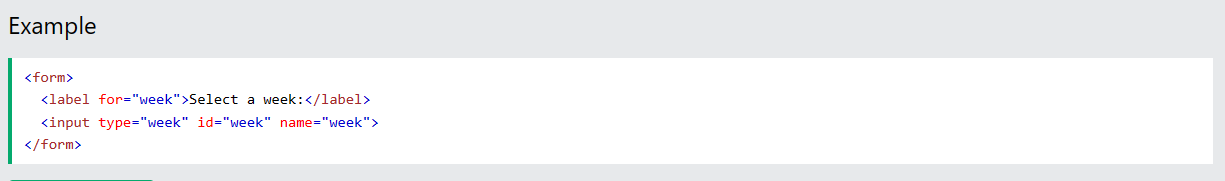 Example
<form>
  <label for="week">Select a week:</label>
  <input type="week" id="week" name="week">
</form>